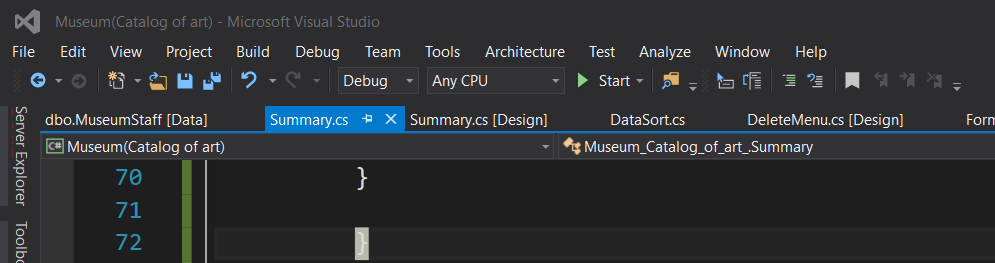 Museum(Catalog of art) - Microsoft Visual Studio
File Edit View Project Build Debug Team Tools Architecture Test Analyze Window Help
Debug Any CPU Start
dbo.MuseumStaff [Data] Summary.cs Summary.cs [Design] DataSort.cs DeleteMenu.cs [Design] Form
C# Museum(Catalog of art) Museum_Catalog_of_art_.Summary
Server Explorer
Toolbo
70 }
71
72 }